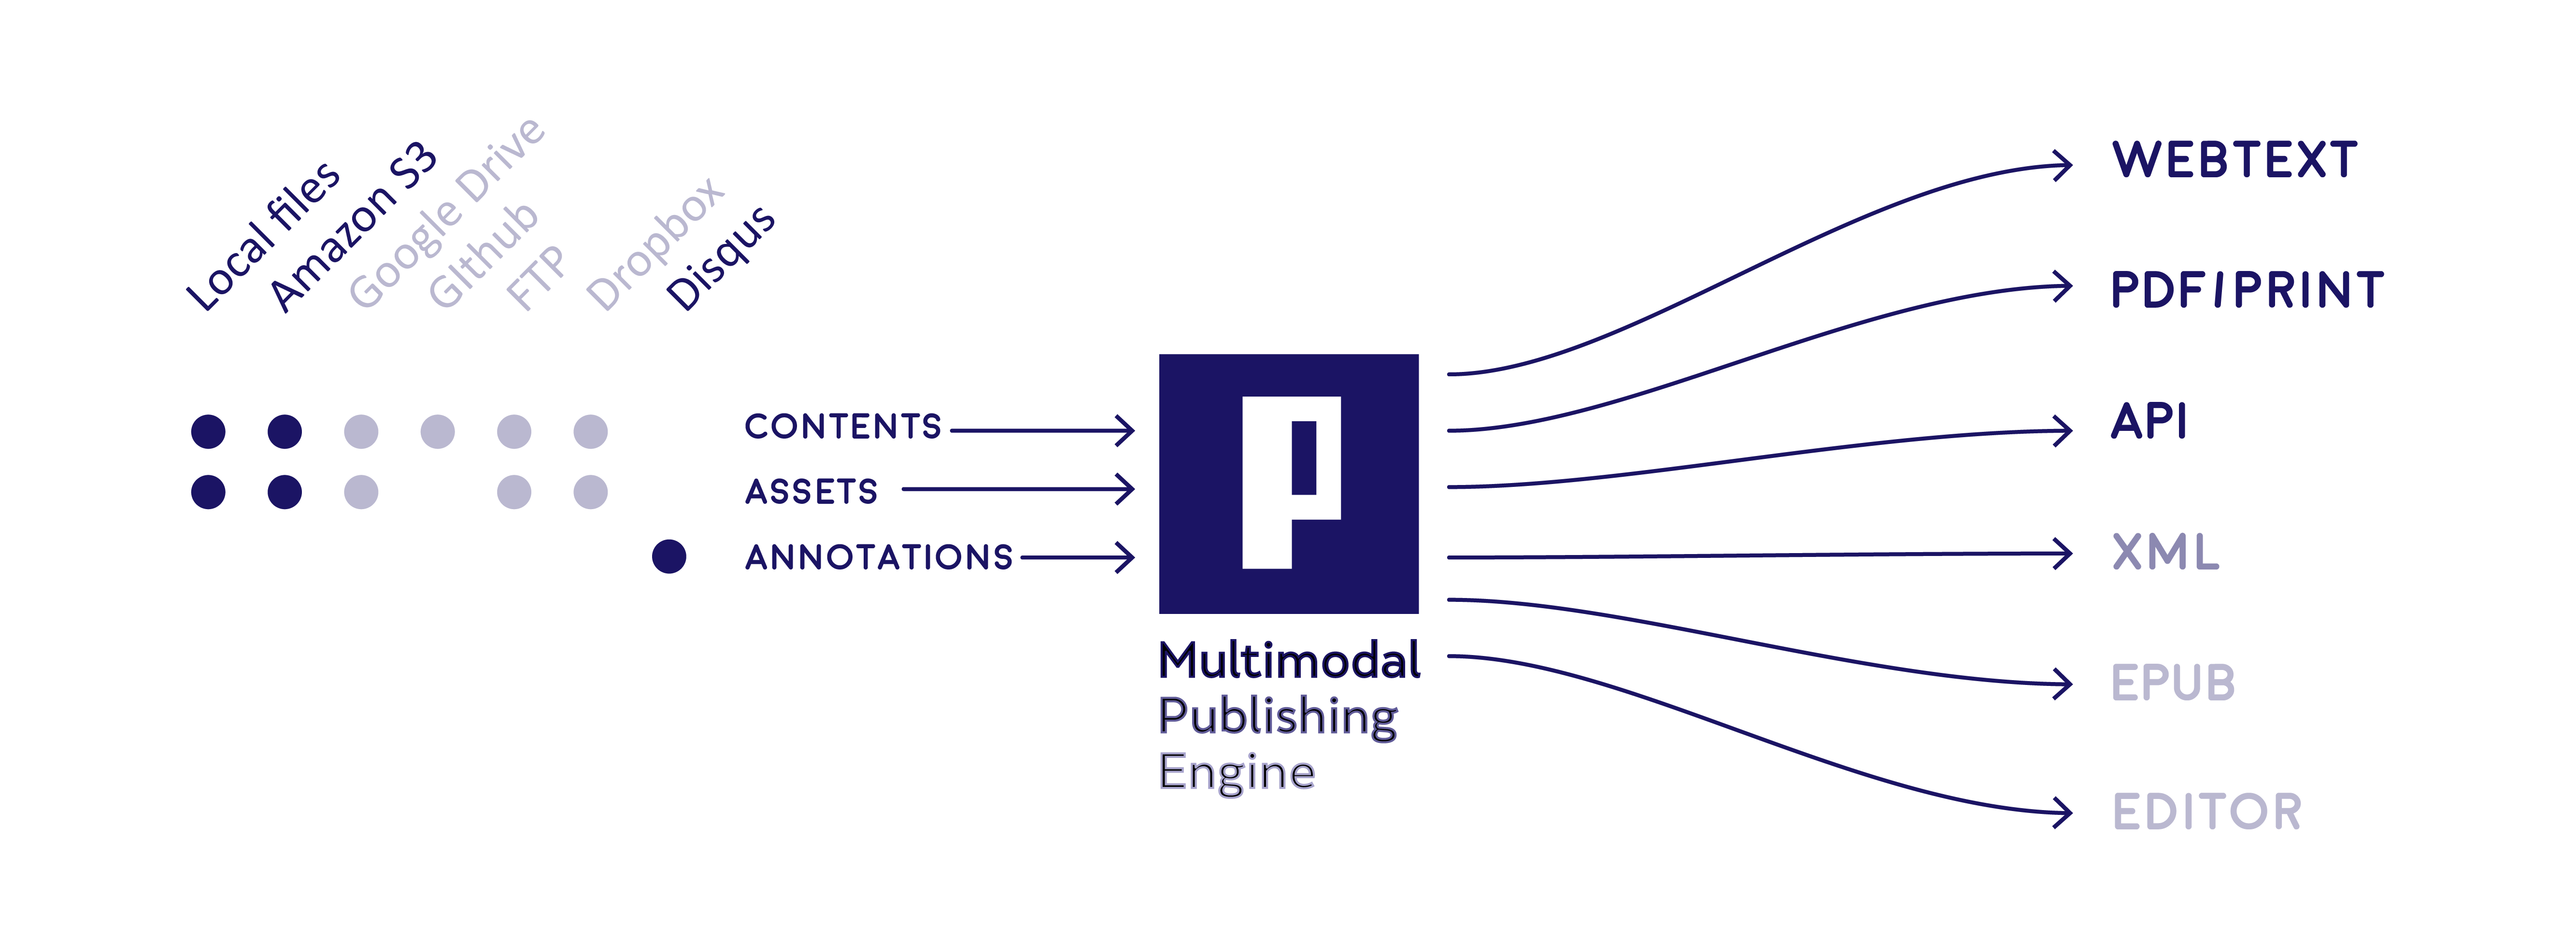 Local files
Amazon S3
Google Drive
GIthub
FTP
Dropbox
Disqus
CONTENTS
ASSETS
ANNOTATIONS
P
Multimodal
Publishing
Engine
WEBTEXT
PDF/PRINT
API
XML
EPUB
EDITOR